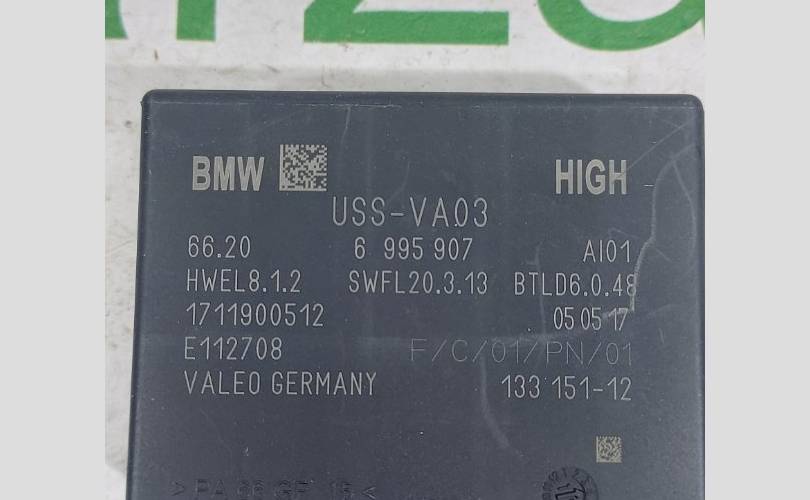 BMW HIGH
USS-VA03
66.20 6 995 907 AI01
HWEL8.1.2 SWFL20.3.13 BTLD6.0.48
1711900512 05 05 17
E112708 F/C/01/PN/01
VALEO GERMANY 133 151-12